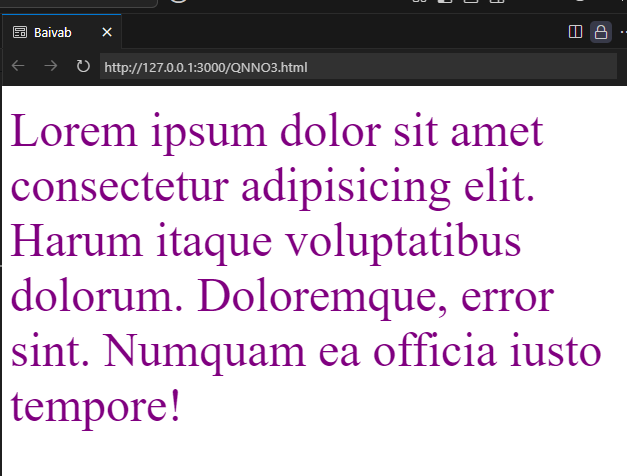 Baivab
http://127.0.0.1:3000/QNNO3.html
Lorem ipsum dolor sit amet
consectetur adipisicing elit.
Harum itaque voluptatibus
dolorum. Doloremque, error
sint. Numquam ea officia iusto
tempore!